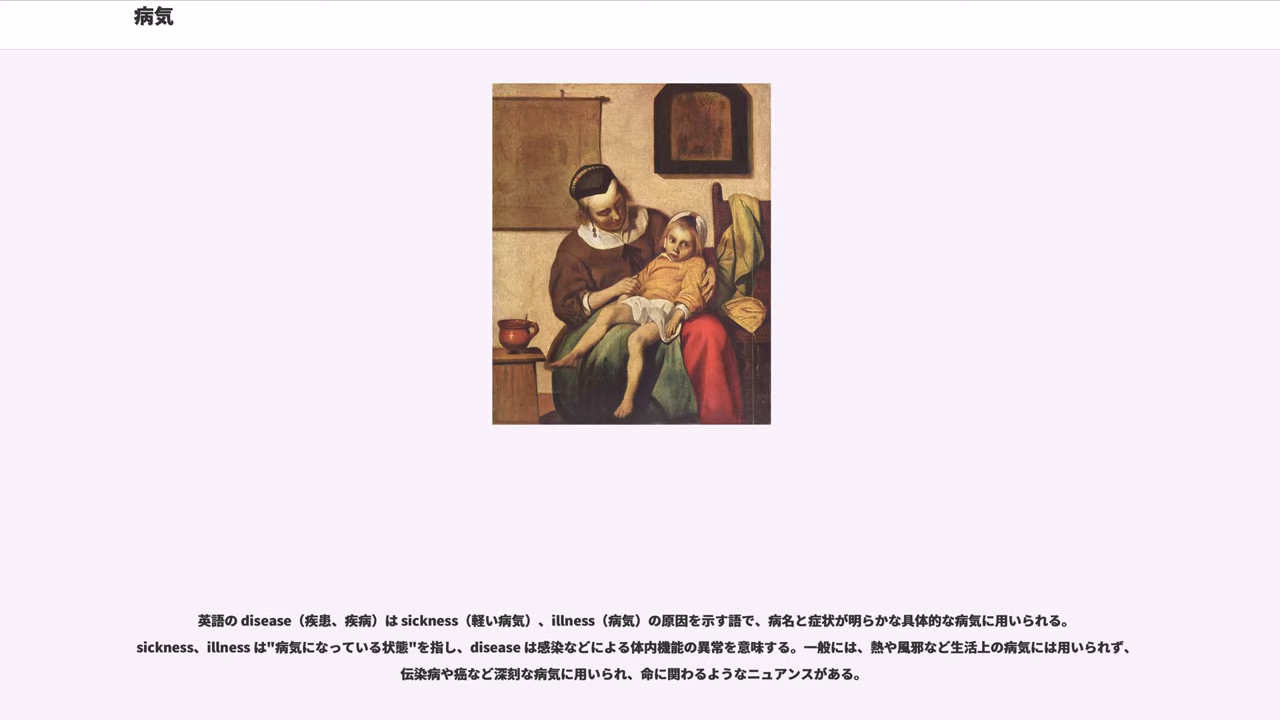 病気
英語の disease（疾患、疾病）は sickness（軽い病気）、illness（病気）の原因を示す語で、病名と症状が明らかな具体的な病気に用いられる。
sickness、illness は"病気になっている状態"を指し、disease は感染などによる体内機能の異常を意味する。一般には、熱や風邪など生活上の病気には用いられず、
伝染病や癌など深刻な病気に用いられ、命に関わるようなニュアンスがある。